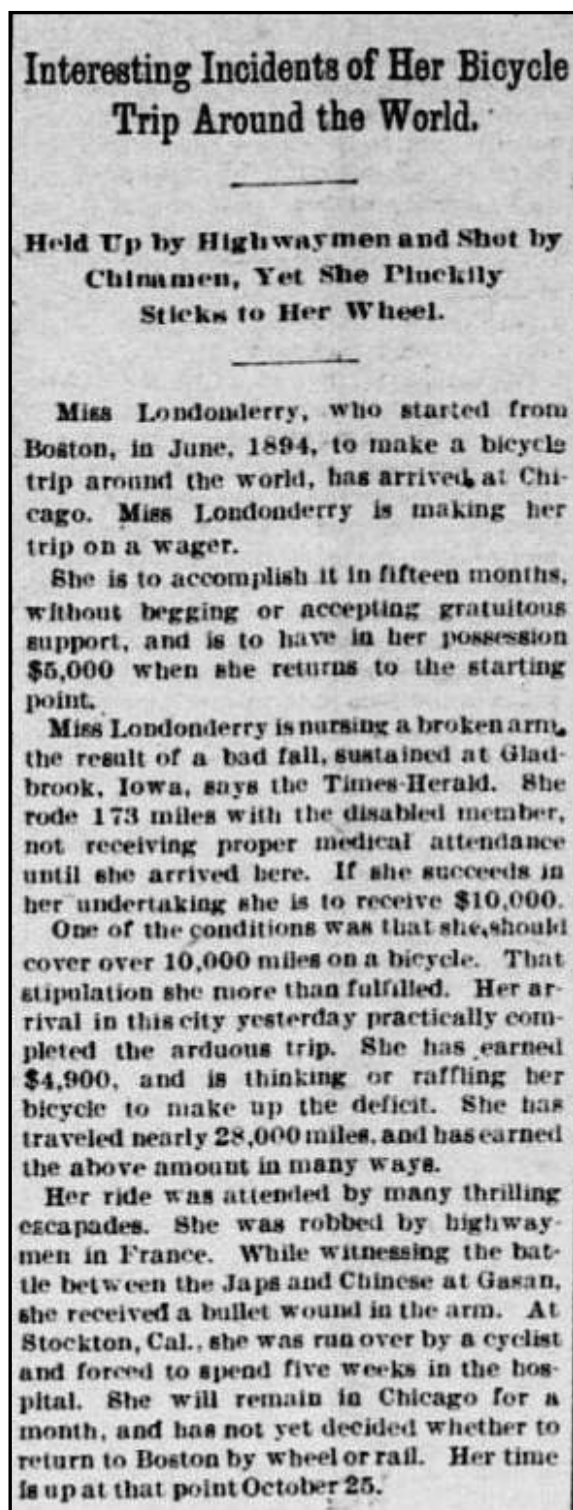 Interesting Incidents of Her Bicycle
Trip Around the World.
Held Up by Highwaymen and Shot by
Chinamen, Yet She Pluckily
Sticks to Her Wheel.
Miss Londonderry, who started from
Boston, in June, 1894, to make a bicycle
trip around the world, has arrived at Chi-
cago. Miss Londonderry is making her
trip on a wager.
She is to accomplish it in fifteen months,
without begging or accepting gratuitous
support, and is to have in her possession
$5,000 when she returns to the starting
point.
Miss Londonderry is nursing a broken arm,
the result of a bad fall, sustained at Glad-
brook, Iowa, says the Times-Herald. She
rode 173 miles with the disabled member,
not receiving proper medical attendance
until she arrived here. If she succeeds in
her undertaking she is to receive $10,000.
One of the conditions was that she should
cover over 10,000 miles on a bicycle. That
stipulation she more than fulfilled. Her ar-
rival in this city yesterday practically com-
pleted the arduous trip. She has earned
$4,900, and is thinking or raffling her
bicycle to make up the deficit. She has
traveled nearly 28,000 miles, and has earned
the above amount in many ways.
Her ride was attended by many thrilling
escapades. She was robbed by highway-
men in France. While witnessing the bat-
tle between the Japs and Chinese at Gasan,
she received a bullet wound in the arm. At
Stockton, Cal., she was run over by a cyclist
and forced to spend five weeks in the hos-
pital. She will remain in Chicago for a
month, and has not yet decided whether to
return to Boston by wheel or rail. Her time
is up at that point October 25.